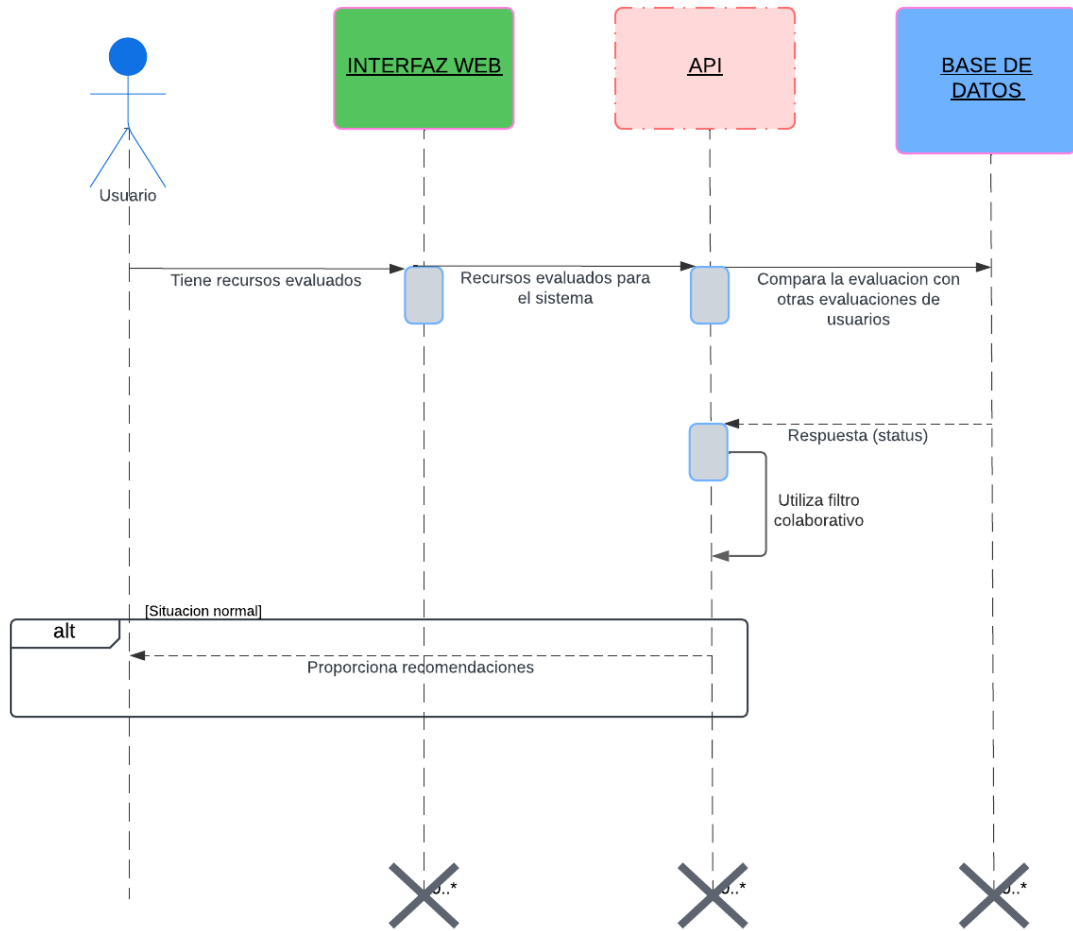 INTERFAZ WEB
API
BASE DE
DATOS
Usuario
Tiene recursos evaluados
Recursos evaluados para
el sistema
Compara la evaluacion con
otras evaluaciones de
usuarios
Respuesta (status)
Utiliza filtro
colaborativo
[Situacion normal]
alt
Proporciona recomendaciones
..*
..*
..*